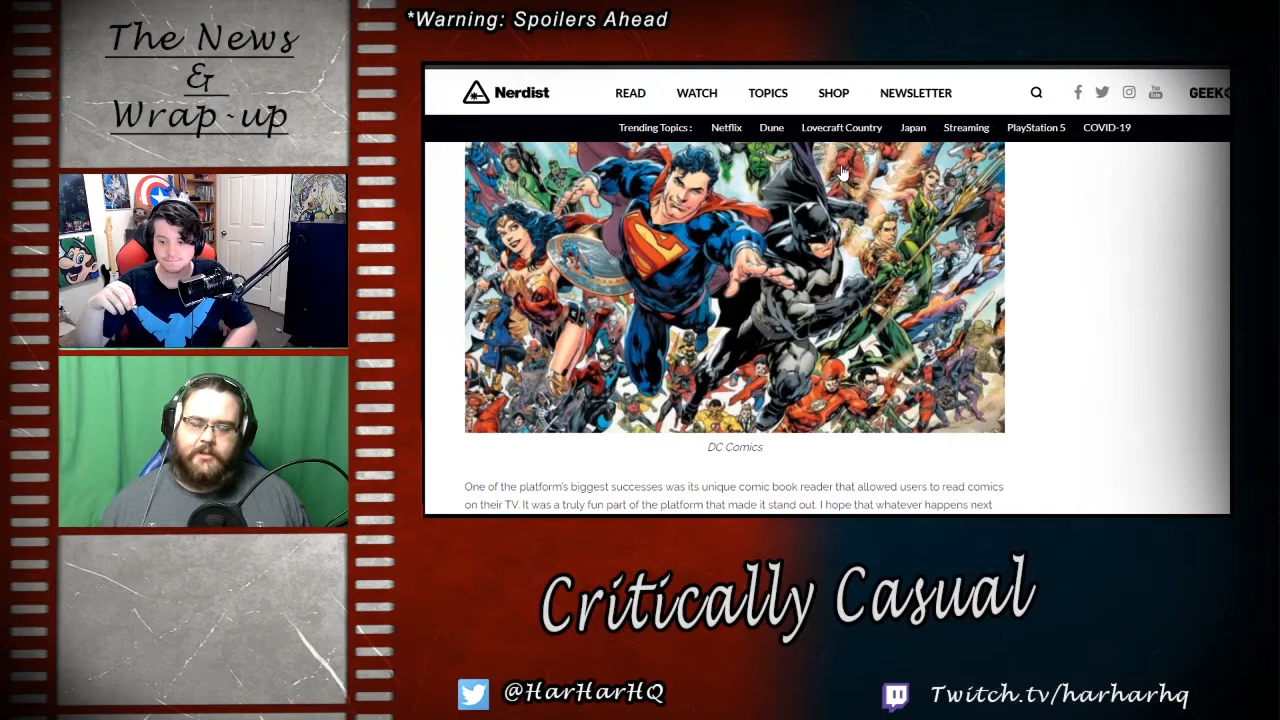 The News
&
Wrap-up
*Warning: Spoilers Ahead
Nerdist READ WATCH TOPICS SHOP NEWSLETTER You Tube GEEK
Trending Topics: Netflix Dune Lovecraft Country Japan Streaming PlayStation 5 COVID-19
DC Comics
One of the platform's biggest successes was its unique comic book reader that allowed users to read comics
on their TV. It was a truly fun part of the platform that made it stand out. I hope that whatever happens next
Critically Casual
@HarHarHQ
Twitch.tv/harharhq